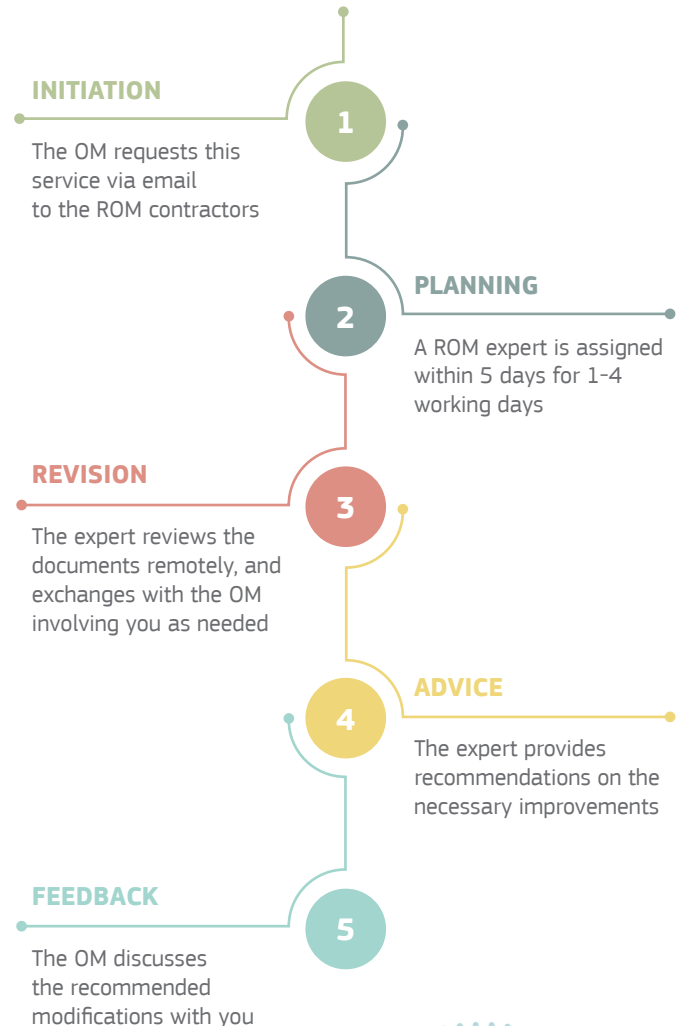 INITIATION
1
The OM requests this
service via email
to the ROM contractors
PLANNING
2
A ROM expert is assigned
within 5 days for 1-4
working days
REVISION
3
The expert reviews the
documents remotely, and
exchanges with the OM
involving you as needed
ADVICE
4
The expert provides
recommendations on the
necessary improvements
FEEDBACK
5
The OM discusses
the recommended
modifications with you